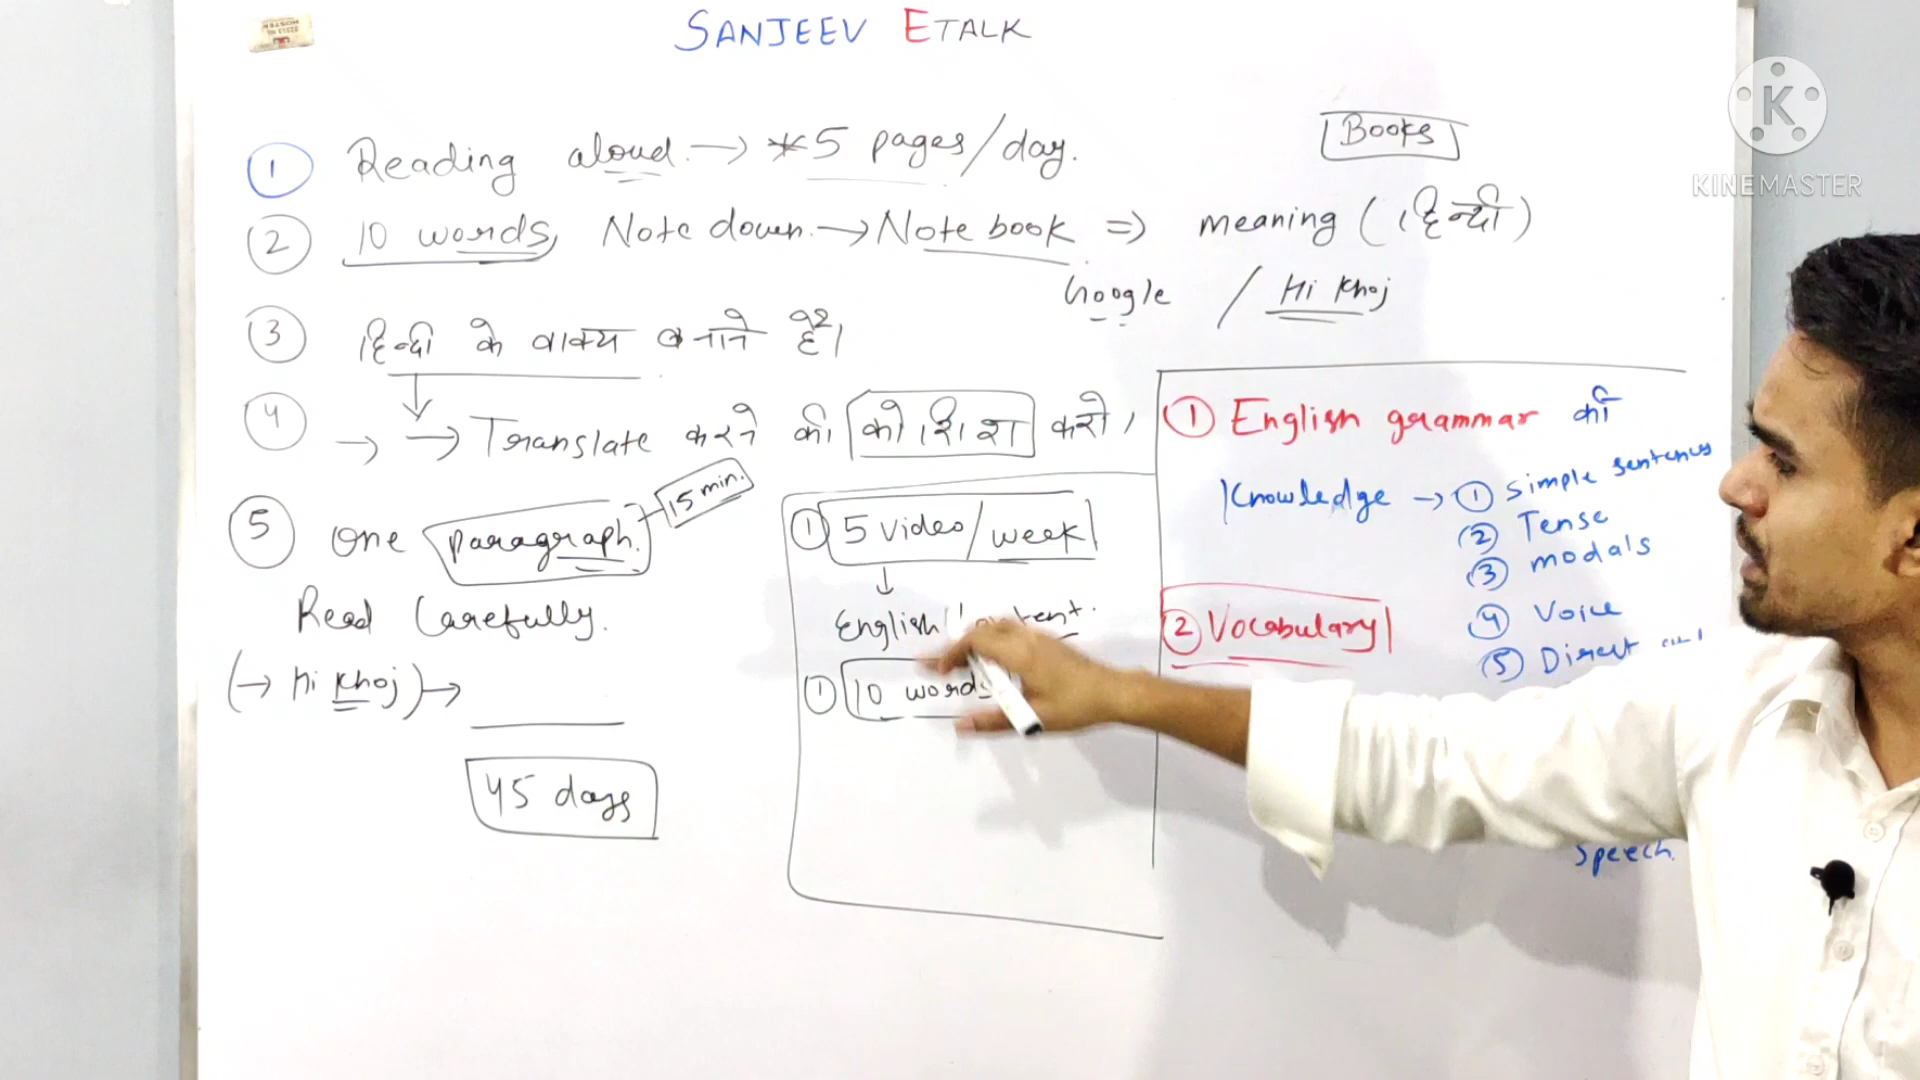 SANJEEV ETALK
Books
1 Reading aloud. → *5 pages/day.
2 10 words, Note down. → Note book ⇒ meaning (हिन्दी)
Google / Hi Khoj
3 हिन्दी के वाक्य बनाने है।
4 → → Translate करने की कोशिश करो।
5 One paragraph. 15 min.
Read Carefully.
(→ Hi Khoj) →
45 days
1 5 Video/week
↓
English
1 10 words
1 English grammar की
Knowledge → 1 Simple sentences
2 Tense
3 modals
4 Voice
5 Direct
speech.
2 Vocabulary
K
KINEMASTER